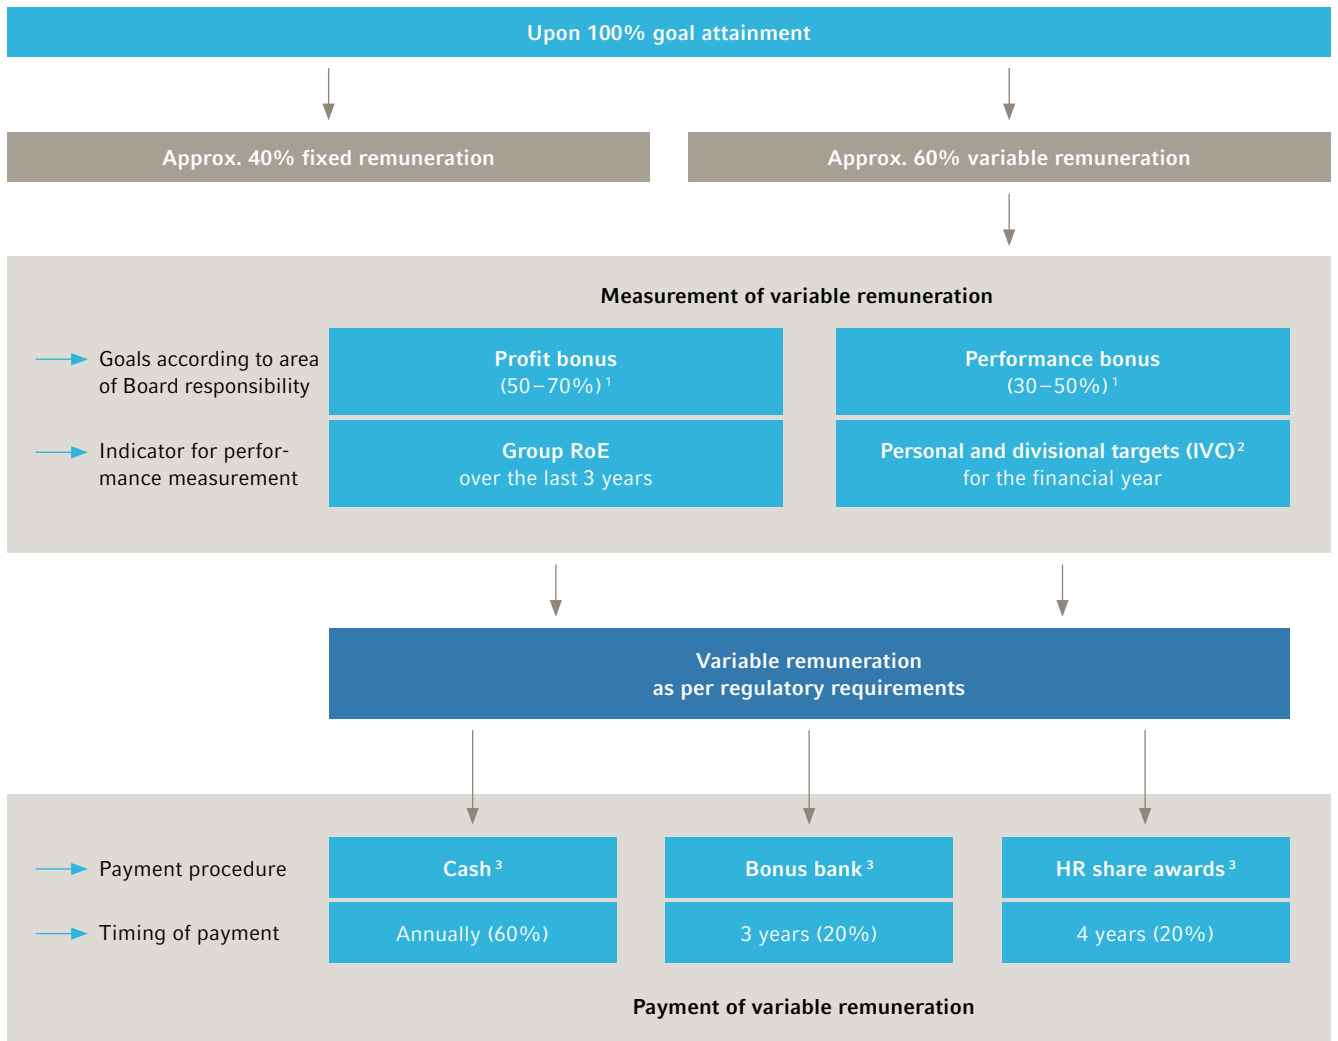 Upon 100% goal attainment
Approx. 40% fixed remuneration
Approx. 60% variable remuneration
Measurement of variable remuneration
Goals according to area
of Board responsibility
Profit bonus
(50–70%) 1
Performance bonus
(30–50%) 1
Indicator for perfor-
mance measurement
Group RoE
over the last 3 years
Personal and divisional targets (IVC) 2
for the financial year
Variable remuneration
as per regulatory requirements
Payment procedure
Cash 3
Bonus bank 3
HR share awards 3
Timing of payment
Annually (60%)
3 years (20%)
4 years (20%)
Payment of variable remuneration